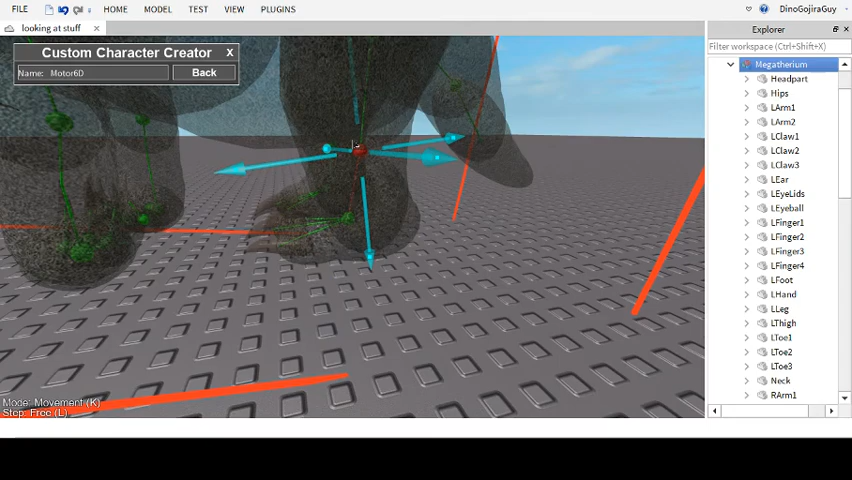 FILE HOME MODEL TEST VIEW PLUGINS DinoGojiraGuy
looking at stuff × Explorer
Custom Character Creator X
Name: Motor6D Back
Filter workspace (Ctrl+Shift+X)
Megatherium
Headpart
Hips
LArm1
LArm2
LClaw1
LClaw2
LClaw3
LEar
LEyeLids
LEyeball
LFinger1
LFinger2
LFinger3
LFinger4
LFoot
LHand
LLeg
LThigh
LToe1
LToe2
LToe3
Neck
RArm1
Mode: Movement (K)
Step: Free (L)